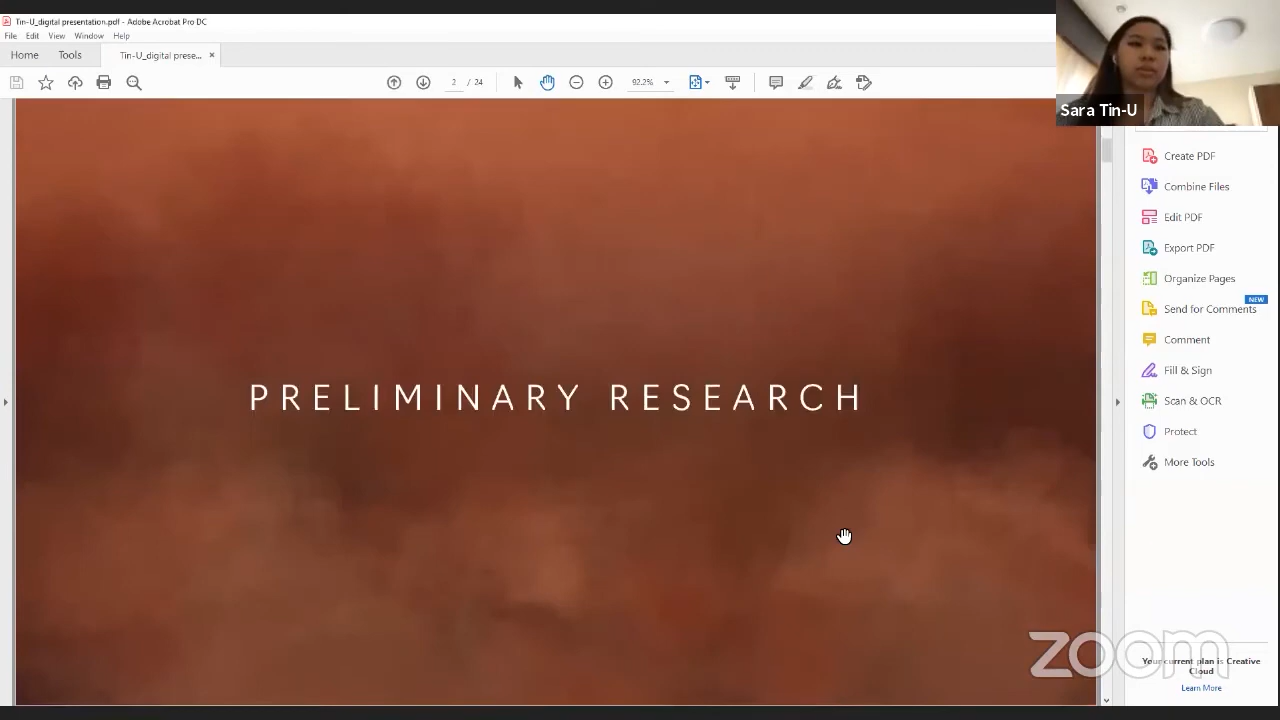 Tin-U_digital presentation.pdf - Adobe Acrobat Pro DC
File Edit View Window Help
Home Tools Tin-U_digital prese... ×
2 / 24 92.2%
Sara Tin-U
PRELIMINARY RESEARCH
Create PDF
Combine Files
Edit PDF
Export PDF
Organize Pages
NEW
Send for Comments
Comment
Fill & Sign
Scan & OCR
Protect
More Tools
zoom
Your current plan is Creative
Cloud
Learn More